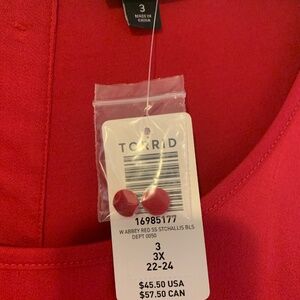 3
MADE IN
CHINA
TORRID
16985177
W ABBEY RED SS STCHALLIS BLS
DEPT 0050
3
3X
22-24
$45.50 USA
$57.50 CAN